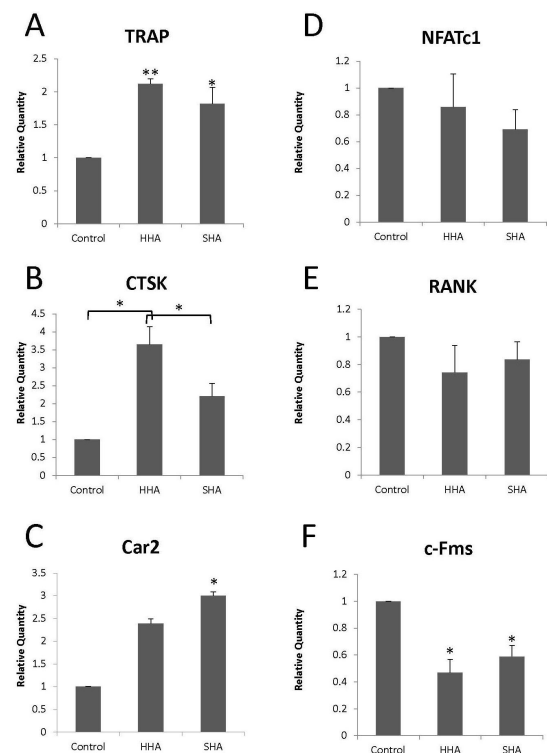 A
TRAP
Relative Quantity
2.5
2
1.5
1
0.5
0
**
*
Control HHA SHA
B
CTSK
Relative Quantity
4.5
4
3.5
3
2.5
2
1.5
1
0.5
0
* *
Control HHA SHA
C
Car2
Relative Quantity
3.5
3
2.5
2
1.5
1
0.5
0
*
Control HHA SHA
D
NFATc1
Relative Quantity
1.2
1
0.8
0.6
0.4
0.2
0
Control HHA SHA
E
RANK
Relative Quantity
1.2
1
0.8
0.6
0.4
0.2
0
Control HHA SHA
F
c-Fms
Relative Quantity
1.2
1
0.8
0.6
0.4
0.2
0
* *
Control HHA SHA